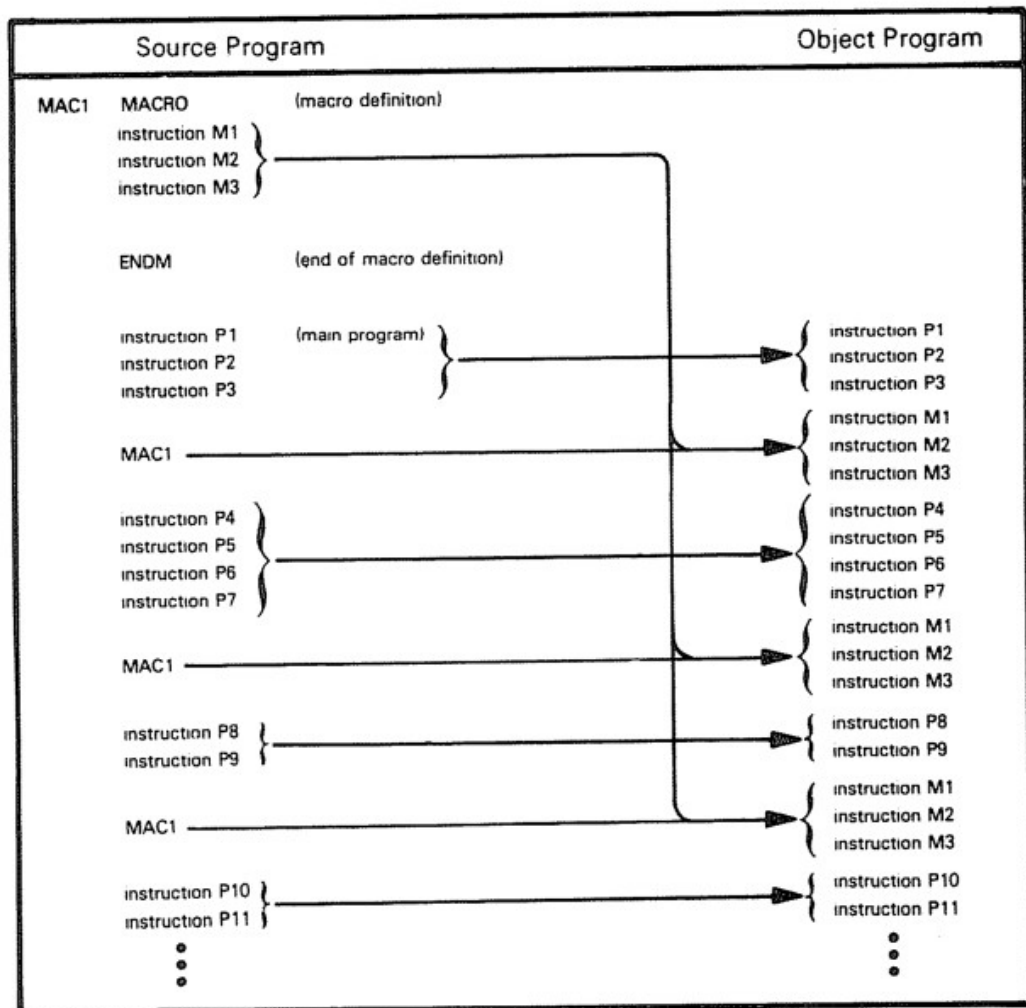 Source Program Object Program
MAC1 MACRO (macro definition)
instruction M1
instruction M2
instruction M3
ENDM (end of macro definition)
instruction P1 (main program) instruction P1
instruction P2 instruction P2
instruction P3 instruction P3
instruction M1
MAC1 instruction M2
instruction M3
instruction P4 instruction P4
instruction P5 instruction P5
instruction P6 instruction P6
instruction P7 instruction P7
instruction M1
MAC1 instruction M2
instruction M3
instruction P8 instruction P8
instruction P9 instruction P9
instruction M1
MAC1 instruction M2
instruction M3
instruction P10 instruction P10
instruction P11 instruction P11